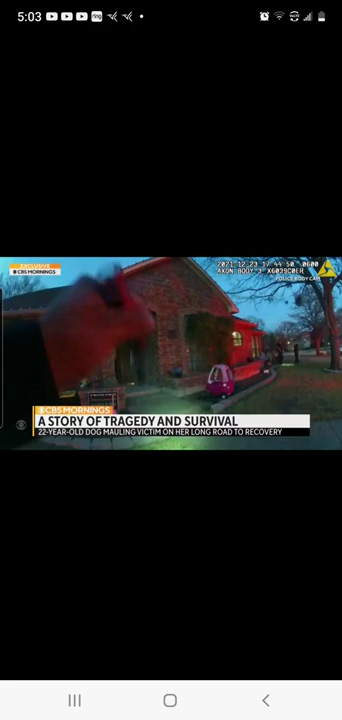 5:03
ring
EXCLUSIVE
CBS MORNINGS
2021-12-23 17:44:50 -0600
AXON BODY 3 X6039C0ER
POLICE BODY CAM
CBS MORNINGS
A STORY OF TRAGEDY AND SURVIVAL
22-YEAR-OLD DOG MAULING VICTIM ON HER LONG ROAD TO RECOVERY